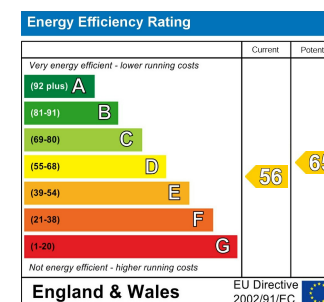 Energy Efficiency Rating
Current Potent
Very energy efficient - lower running costs
(92 plus) A
(81-91) B
(69-80) C
(55-68) D
56
(39-54) E
(21-38) F
(1-20) G
Not energy efficient - higher running costs
England & Wales
EU Directive
2002/91/EC